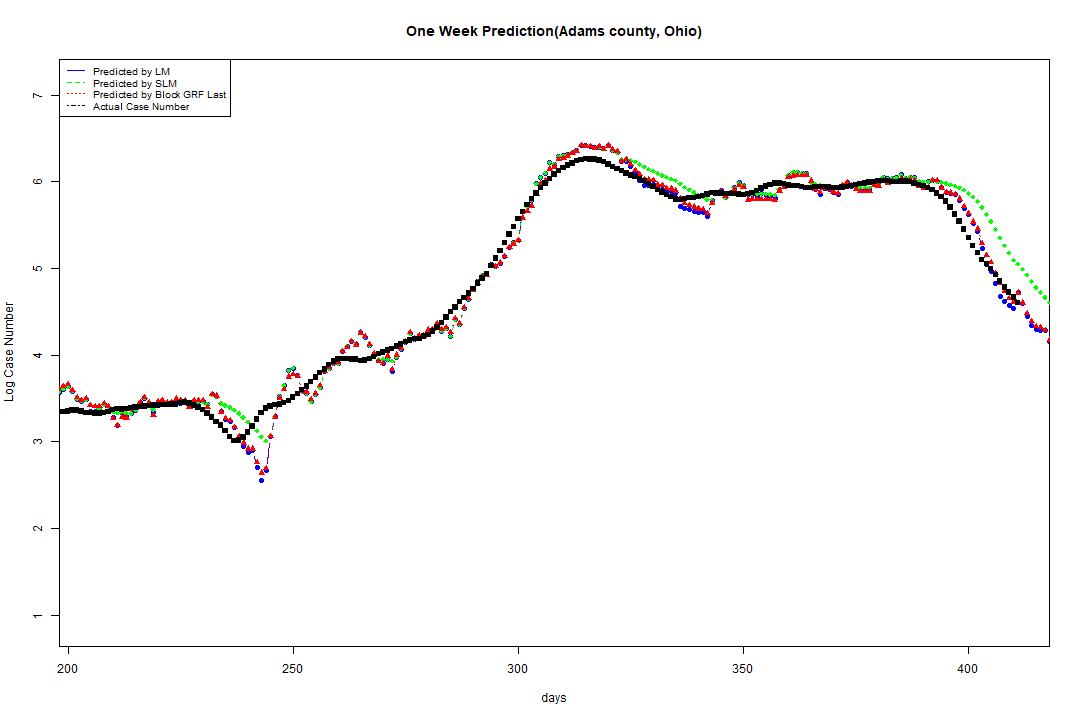 One Week Prediction(Adams county, Ohio)
Predicted by LM
Predicted by SLM
Predicted by Block GRF Last
Actual Case Number
7
6
5
4
3
2
1
Log Case Number
200 250 300 350 400
days